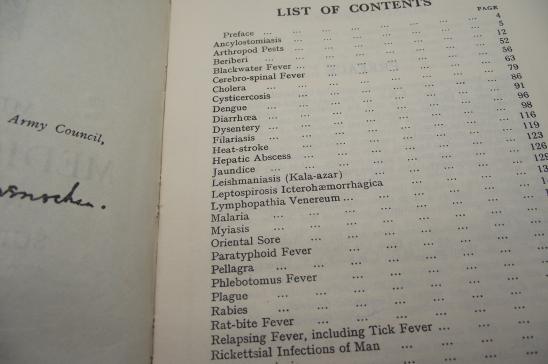 Army Council,
LIST OF CONTENTS
PAGE
Preface ... ... ... ... ... 4
Ancylostomiasis ... ... ... ... 5
Arthropod Pests ... ... ... ... 12
Beriberi ... ... ... ... ... 52
Blackwater Fever ... ... ... ... 56
Cerebro-spinal Fever ... ... ... 63
Cholera ... ... ... ... ... 79
Cysticercosis ... ... ... ... 86
Dengue ... ... ... ... ... 91
Diarrhœa ... ... ... ... ... 96
Dysentery ... ... ... ... ... 98
Filariasis ... ... ... ... ... 116
Heat-stroke ... ... ... ... 119
Hepatic Abscess ... ... ... ... 123
Jaundice ... ... ... ... ... 126
Leishmaniasis (Kala-azar) ... ... ... 129
Leptospirosis Icterohæmorrhagica ... ...
Lymphopathia Venereum ... ... ... ...
Malaria ... ... ... ... ...
Myiasis ... ... ... ... ...
Oriental Sore ... ... ... ...
Paratyphoid Fever ... ... ... ...
Pellagra ... ... ... ... ...
Phlebotomus Fever ... ... ... ...
Plague ... ... ... ... ...
Rabies ... ... ... ... ...
Rat-bite Fever ... ... ... ...
Relapsing Fever, including Tick Fever ... ...
Rickettsial Infections of Man ... ...